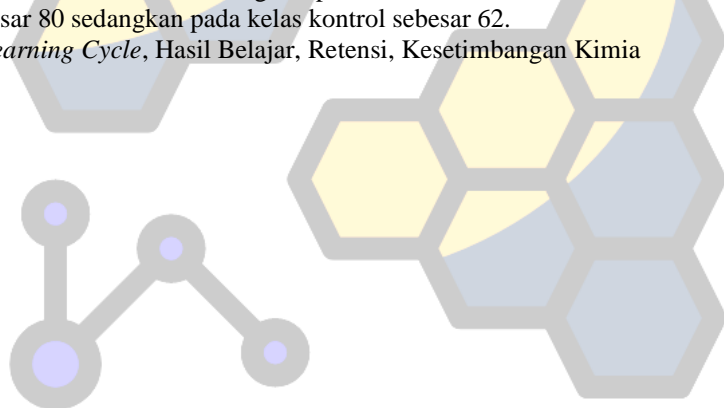 sar 80 sedangkan pada kelas kontrol sebesar 62.
earning Cycle, Hasil Belajar, Retensi, Kesetimbangan Kimia